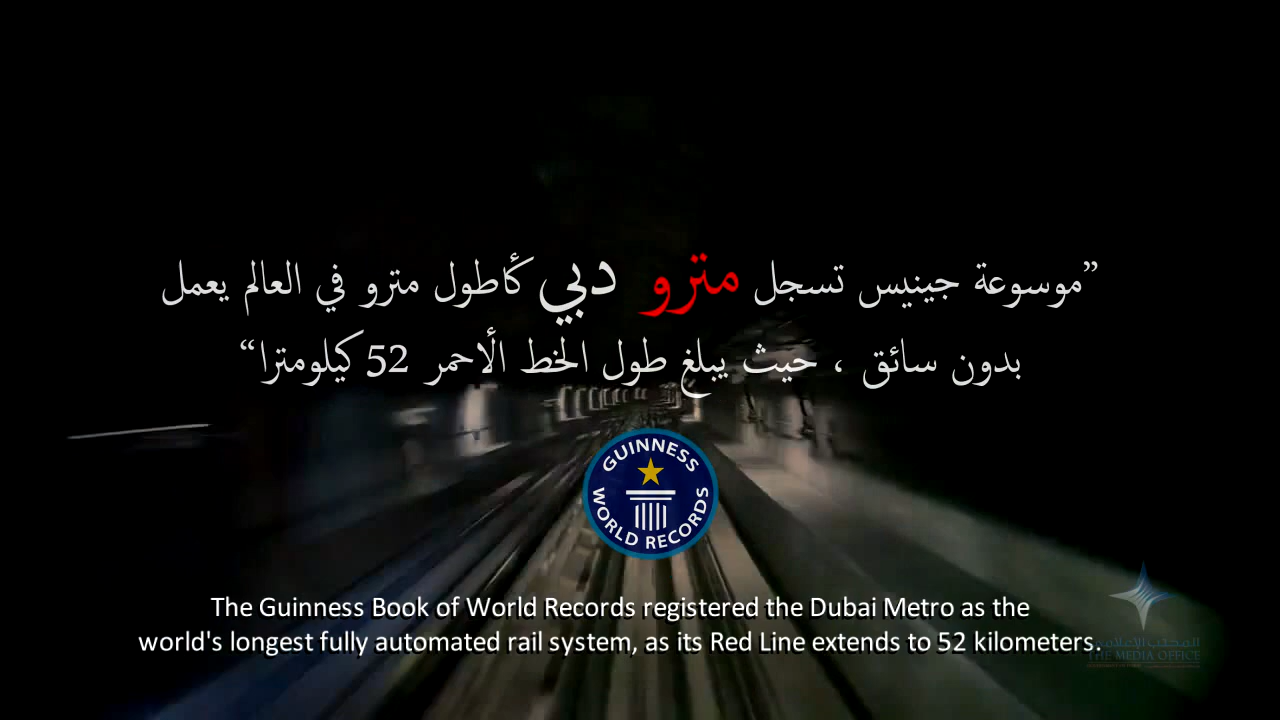 ”موسوعة جينيس تسجل مترو دبي كأطول مترو في العالم يعمل
بدون سائق ، حيث يبلغ طول الخط الأحمر 52 كيلومترا“
GUINNESS
WORLD RECORDS
The Guinness Book of World Records registered the Dubai Metro as the
world's longest fully automated rail system, as its Red Line extends to 52 kilometers.
المكتب الإعلامي
THE MEDIA OFFICE